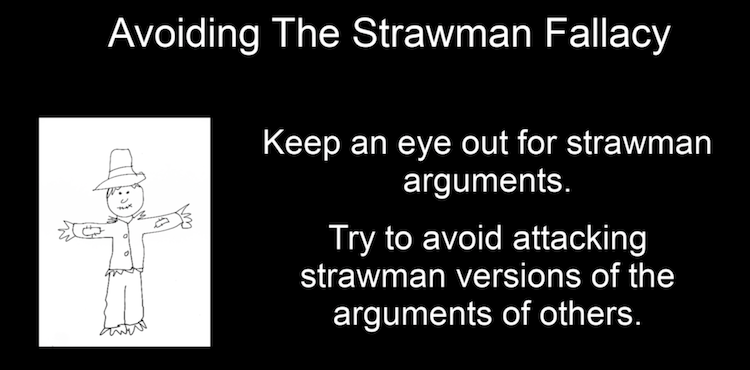 Avoiding The Strawman Fallacy
Keep an eye out for strawman
arguments.
Try to avoid attacking
strawman versions of the
arguments of others.